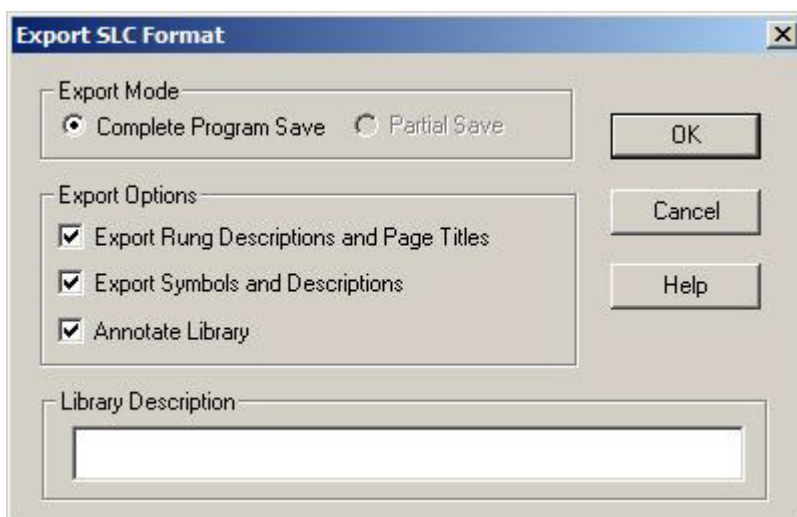 Export SLC Format
Export Mode
Complete Program Save Partial Save
OK
Export Options
Export Rung Descriptions and Page Titles
Export Symbols and Descriptions
Annotate Library
Cancel
Help
Library Description